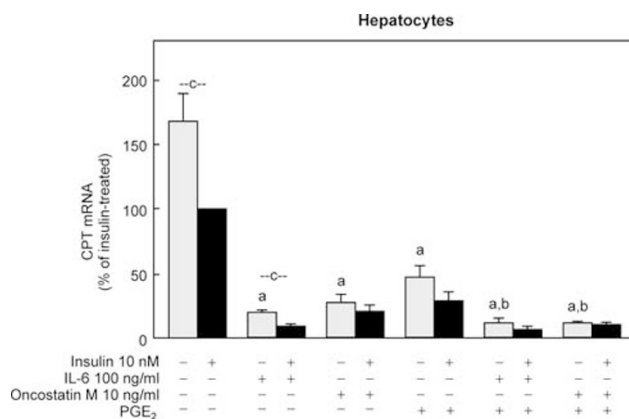 Hepatocytes
CPT mRNA
(% of insulin-treated)
200
150
100
50
0
--c--
a
--c--
a
a
a,b
a,b
Insulin 10 nM – + – + – + – + – + – +
IL-6 100 ng/ml – – + + – – – – + + – –
Oncostatin M 10 ng/ml – – – – + + – – – – + +
PGE₂ – – – – – – + + + + + +